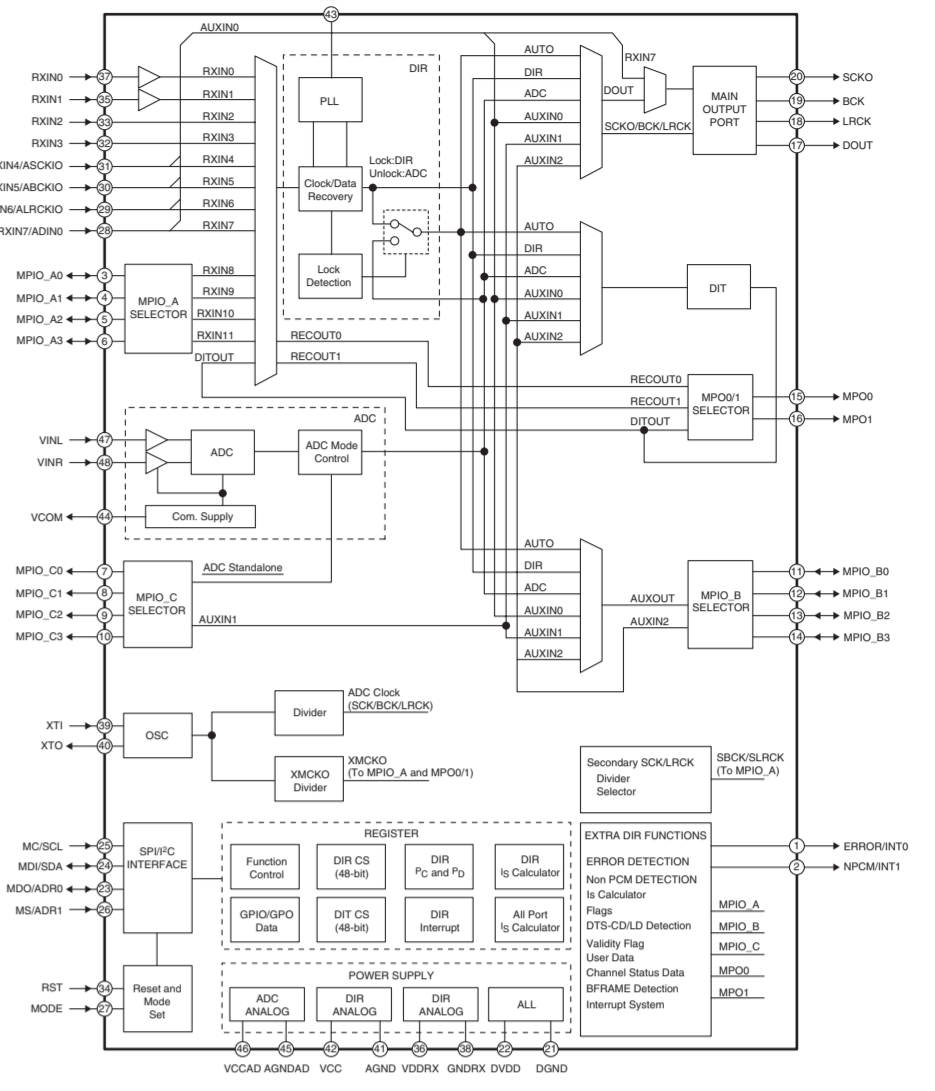 43
AUXIN0
AUTO
RXIN7
RXIN0
37
RXIN0
DIR
DIR
DOUT
20
SCKO
RXIN1
35
RXIN1
PLL
ADC
MAIN
OUTPUT
PORT
19
BCK
RXIN2
33
RXIN2
AUXIN0
18
LRCK
RXIN3
32
RXIN3
AUXIN1
SCKO/BCK/LRCK
17
DOUT
XIN4/ASCKIO
31
RXIN4
Lock:DIR
Unlock:ADC
AUXIN2
XIN5/ABCKIO
30
RXIN5
Clock/Data
Recovery
N6/ALRCKIO
29
RXIN6
RXIN7/ADIN0
28
RXIN7
AUTO
DIR
MPIO_A0
3
RXIN8
Lock
Detection
ADC
DIT
MPIO_A1
4
MPIO_A
SELECTOR
RXIN9
AUXIN0
MPIO_A2
5
RXIN10
AUXIN1
MPIO_A3
6
RXIN11
RECOUT0
AUXIN2
DITOUT
RECOUT1
RECOUT0
MPO0/1
SELECTOR
15
MPO0
RECOUT1
16
MPO1
DITOUT
ADC
VINL
47
ADC
ADC Mode
Control
VINR
48
VCOM
44
Com. Supply
AUTO
MPIO_C0
7
ADC Standalone
DIR
11
MPIO_B0
MPIO_C1
8
MPIO_C
SELECTOR
ADC
AUXOUT
MPIO_B
SELECTOR
12
MPIO_B1
MPIO_C2
9
AUXIN1
AUXIN0
AUXIN2
13
MPIO_B2
MPIO_C3
10
AUXIN1
14
MPIO_B3
AUXIN2
XTI
39
OSC
Divider
ADC Clock
(SCK/BCK/LRCK)
XTO
40
XMCKO
Divider
XMCKO
(To MPIO_A and MPO0/1)
Secondary SCK/LRCK
Divider
Selector
SBCK/SLRCK
(To MPIO_A)
MC/SCL
25
SPI/I2C
INTERFACE
MDI/SDA
24
MDO/ADR0
23
MS/ADR1
26
REGISTER
Function
Control
DIR CS
(48-bit)
DIR
PC and PD
DIR
IS Calculator
GPIO/GPO
Data
DIT CS
(48-bit)
DIR
Interrupt
All Port
IS Calculator
EXTRA DIR FUNCTIONS
1
ERROR/INT0
2
NPCM/INT1
ERROR DETECTION
Non PCM DETECTION
Is Calculator
Flags
MPIO_A
DTS-CD/LD Detection
MPIO_B
Validity Flag
MPIO_C
User Data
Channel Status Data
MPO0
BFRAME Detection
MPO1
Interrupt System
RST
34
Reset and
Mode
Set
MODE
27
POWER SUPPLY
ADC
ANALOG
DIR
ANALOG
DIR
ANALOG
ALL
46
45
42
41
36
38
22
21
VCCAD
AGNDAD
VCC
AGND
VDDRX
GNDRX
DVDD
DGND